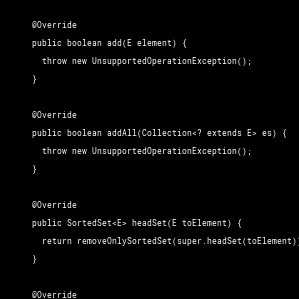 @Override
public boolean add(E element) {
throw new UnsupportedOperationException();
}
@Override
public boolean addAll(Collection<? extends E> es) {
throw new UnsupportedOperationException();
}
@Override
public SortedSet<E> headSet(E toElement) {
return removeOnlySortedSet(super.headSet(toElement))
}
@Override